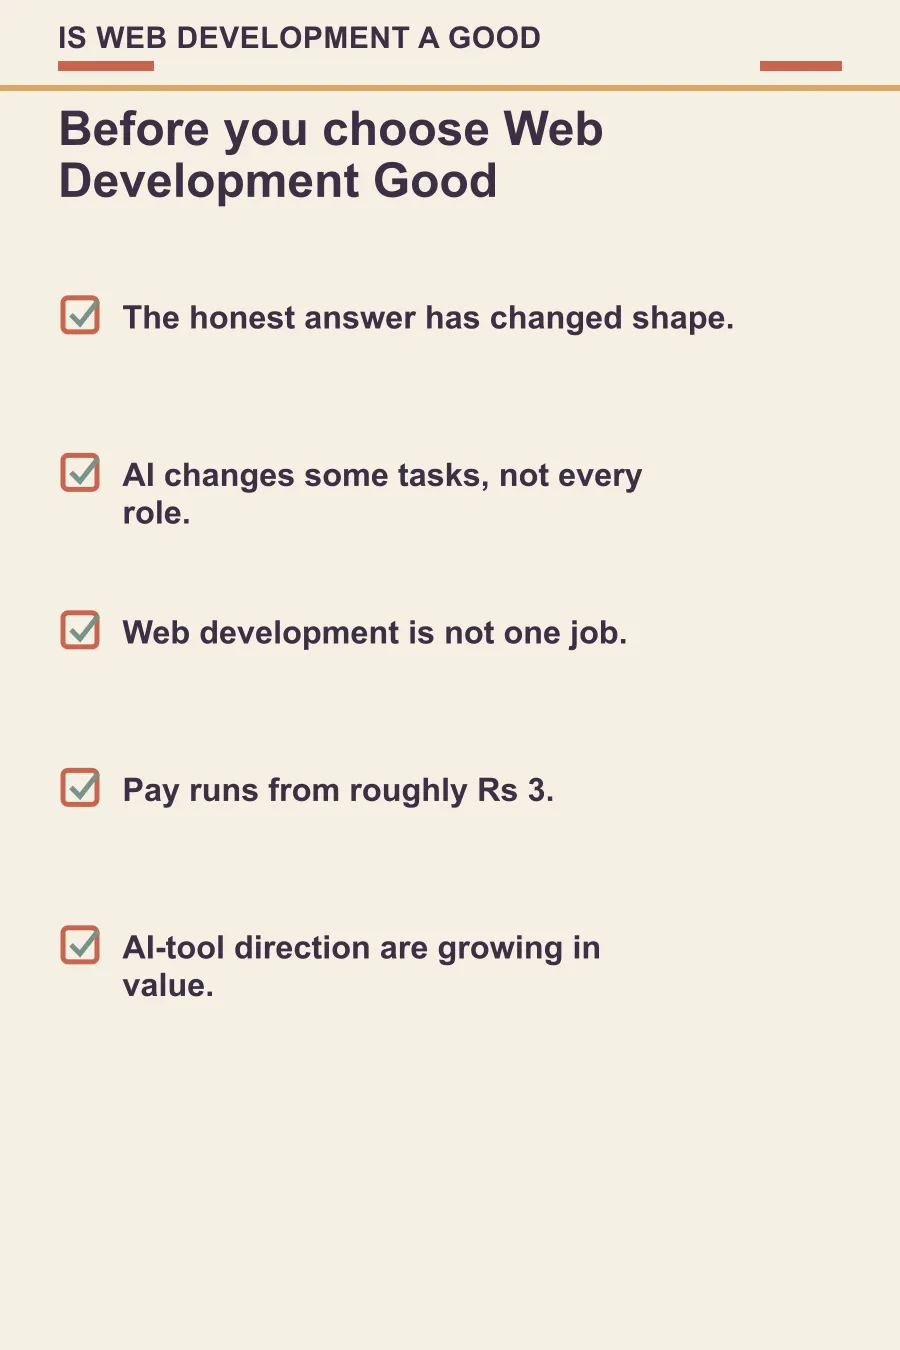 IS WEB DEVELOPMENT A GOOD
Before you choose Web
Development Good
The honest answer has changed shape.
AI changes some tasks, not every
role.
Web development is not one job.
Pay runs from roughly Rs 3.
AI-tool direction are growing in
value.